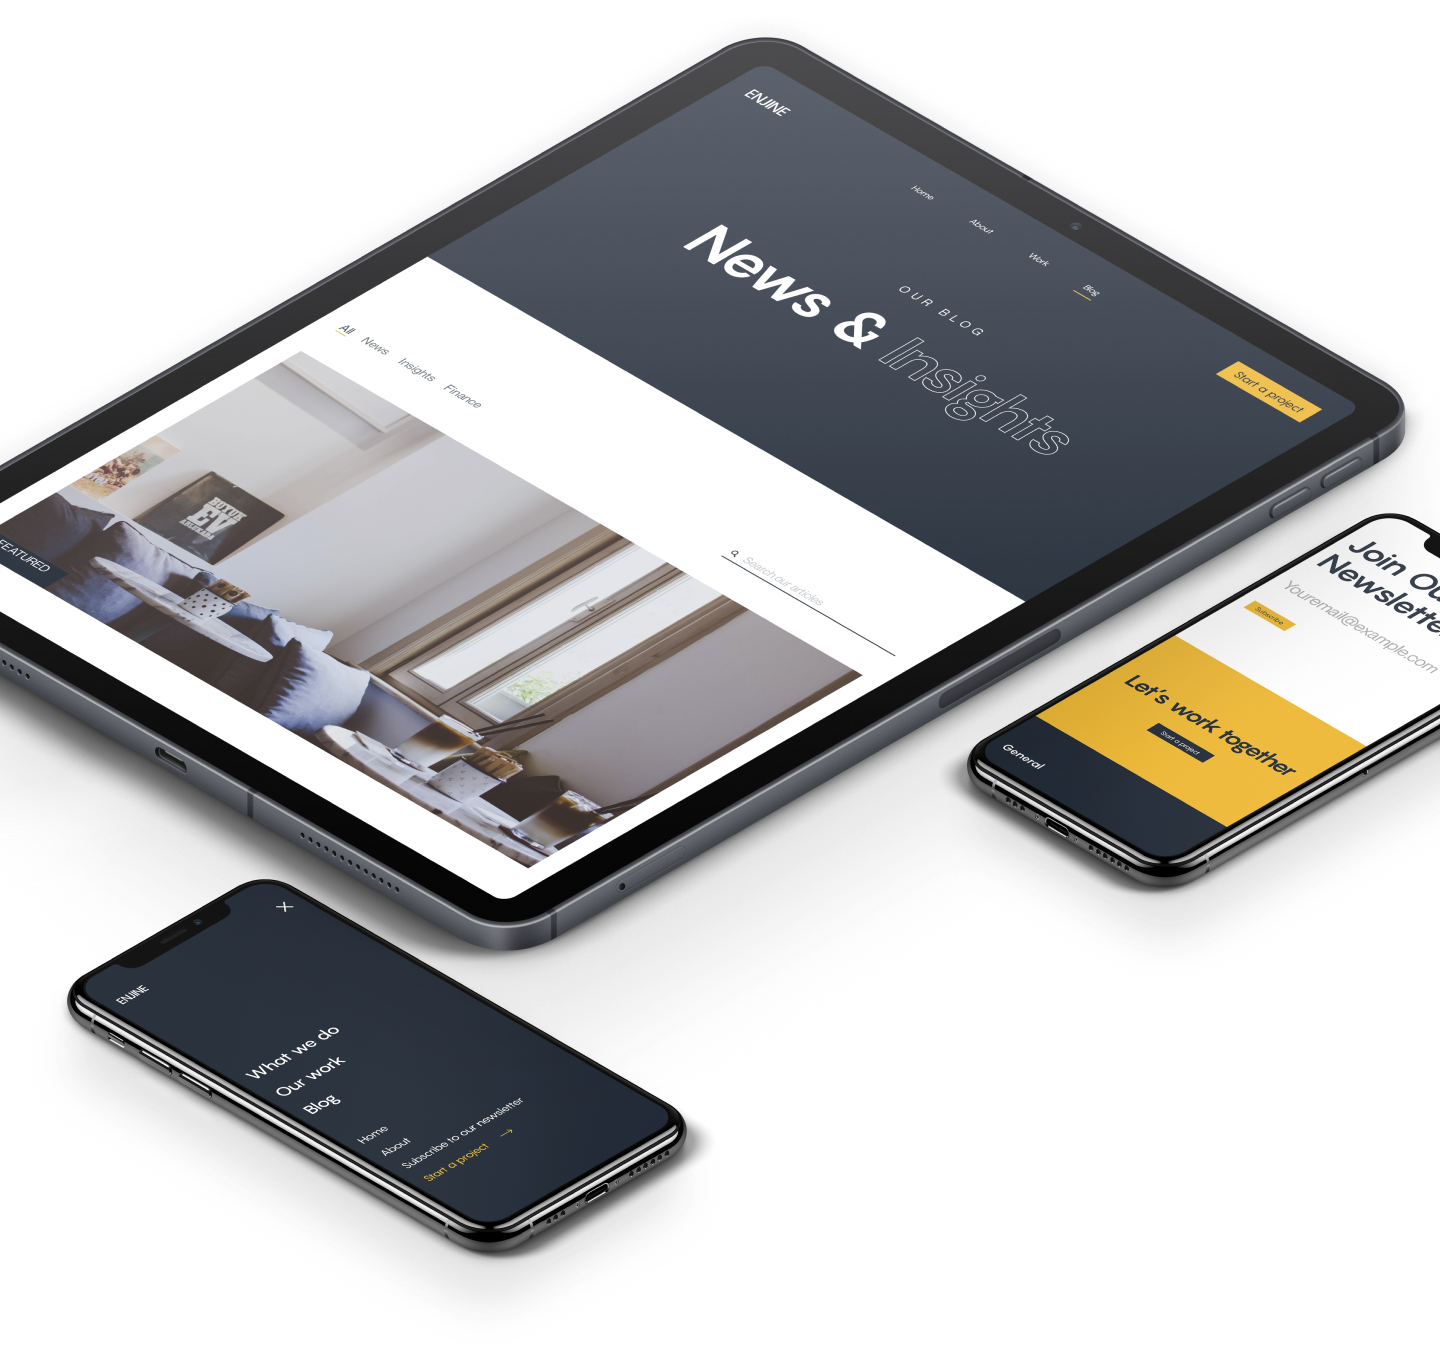 ENJINE
Home
About
Work
Blog
Start a project
OUR BLOG
News & Insights
All News Insights Finance
Search our articles
BUYUK
EV
FEATURED
Join Ou
Newslette
Youremail@example.com
Subscribe
Let's work together
Start a project
General
ENJINE
What we do
Our work
Blog
Home
About
Subscribe to our newsletter
Start a project →